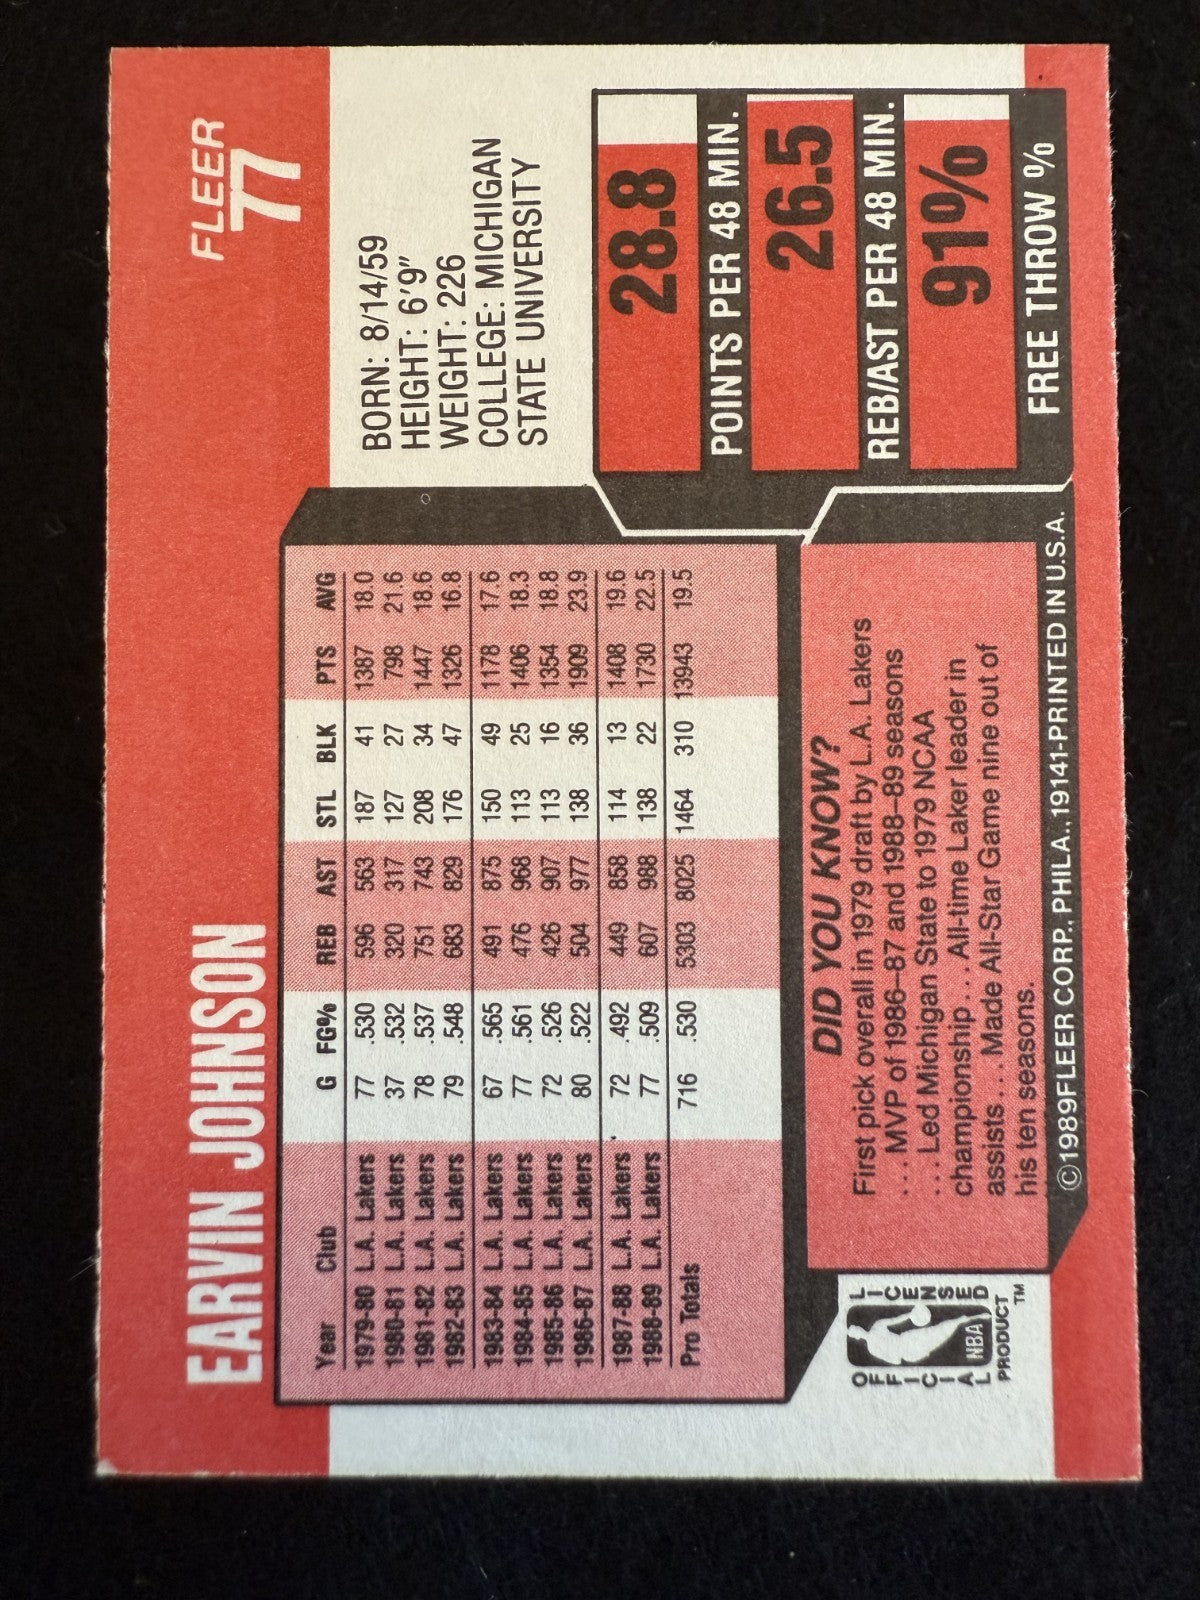 FLEER
77
EARVIN JOHNSON
BORN: 8/14/59
HEIGHT: 6'9"
WEIGHT: 226
COLLEGE: MICHIGAN
STATE UNIVERSITY
Year Club G FG% REB AST STL BLK PTS AVG
1979-80 L.A. Lakers 77 .530 596 563 187 41 1387 18.0
1980-81 L.A. Lakers 37 .532 320 317 127 27 798 21.6
1981-82 L.A. Lakers 78 .537 751 743 208 34 1447 18.6
1982-83 L.A. Lakers 79 .548 683 829 176 47 1326 16.8
1983-84 L.A. Lakers 67 .565 491 875 150 49 1178 17.6
1984-85 L.A. Lakers 77 .561 476 968 113 25 1406 18.3
1985-86 L.A. Lakers 72 .526 426 907 113 16 1354 18.8
1986-87 L.A. Lakers 80 .522 504 977 138 36 1909 23.9
1987-88 L.A. Lakers 72 .492 449 858 114 13 1408 19.6
1988-89 L.A. Lakers 77 .509 607 988 138 22 1730 22.5
Pro Totals 716 .530 5303 8025 1464 310 13943 19.5
28.8
POINTS PER 48 MIN.
26.5
REB/AST PER 48 MIN.
91%
FREE THROW %
DID YOU KNOW?
First pick overall in 1979 draft by L.A. Lakers
...MVP of 1986–87 and 1988–89 seasons
...Led Michigan State to 1979 NCAA
championship...All-time Laker leader in
assists....Made All-Star Game nine out of
his ten seasons.
OFFICIAL LICENSED
NBA
PRODUCT™
©1989FLEER CORP., PHILA., 19141-PRINTED IN U.S.A.